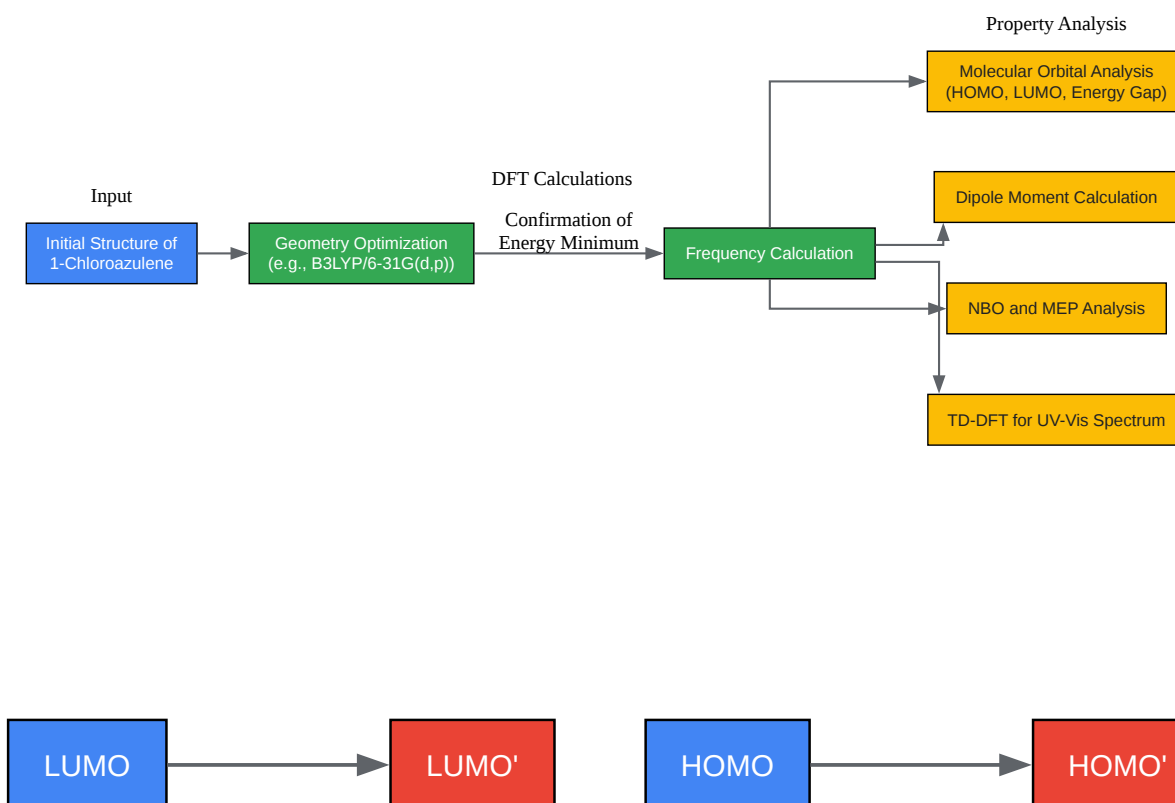 Property Analysis
Molecular Orbital Analysis
(HOMO, LUMO, Energy Gap)
DFT Calculations
Input
Dipole Moment Calculation
Confirmation of
Energy Minimum
Initial Structure of
1-Chloroazulene
Geometry Optimization
(e.g., B3LYP/6-31G(d,p))
Frequency Calculation
NBO and MEP Analysis
TD-DFT for UV-Vis Spectrum
LUMO
LUMO'
HOMO
HOMO'